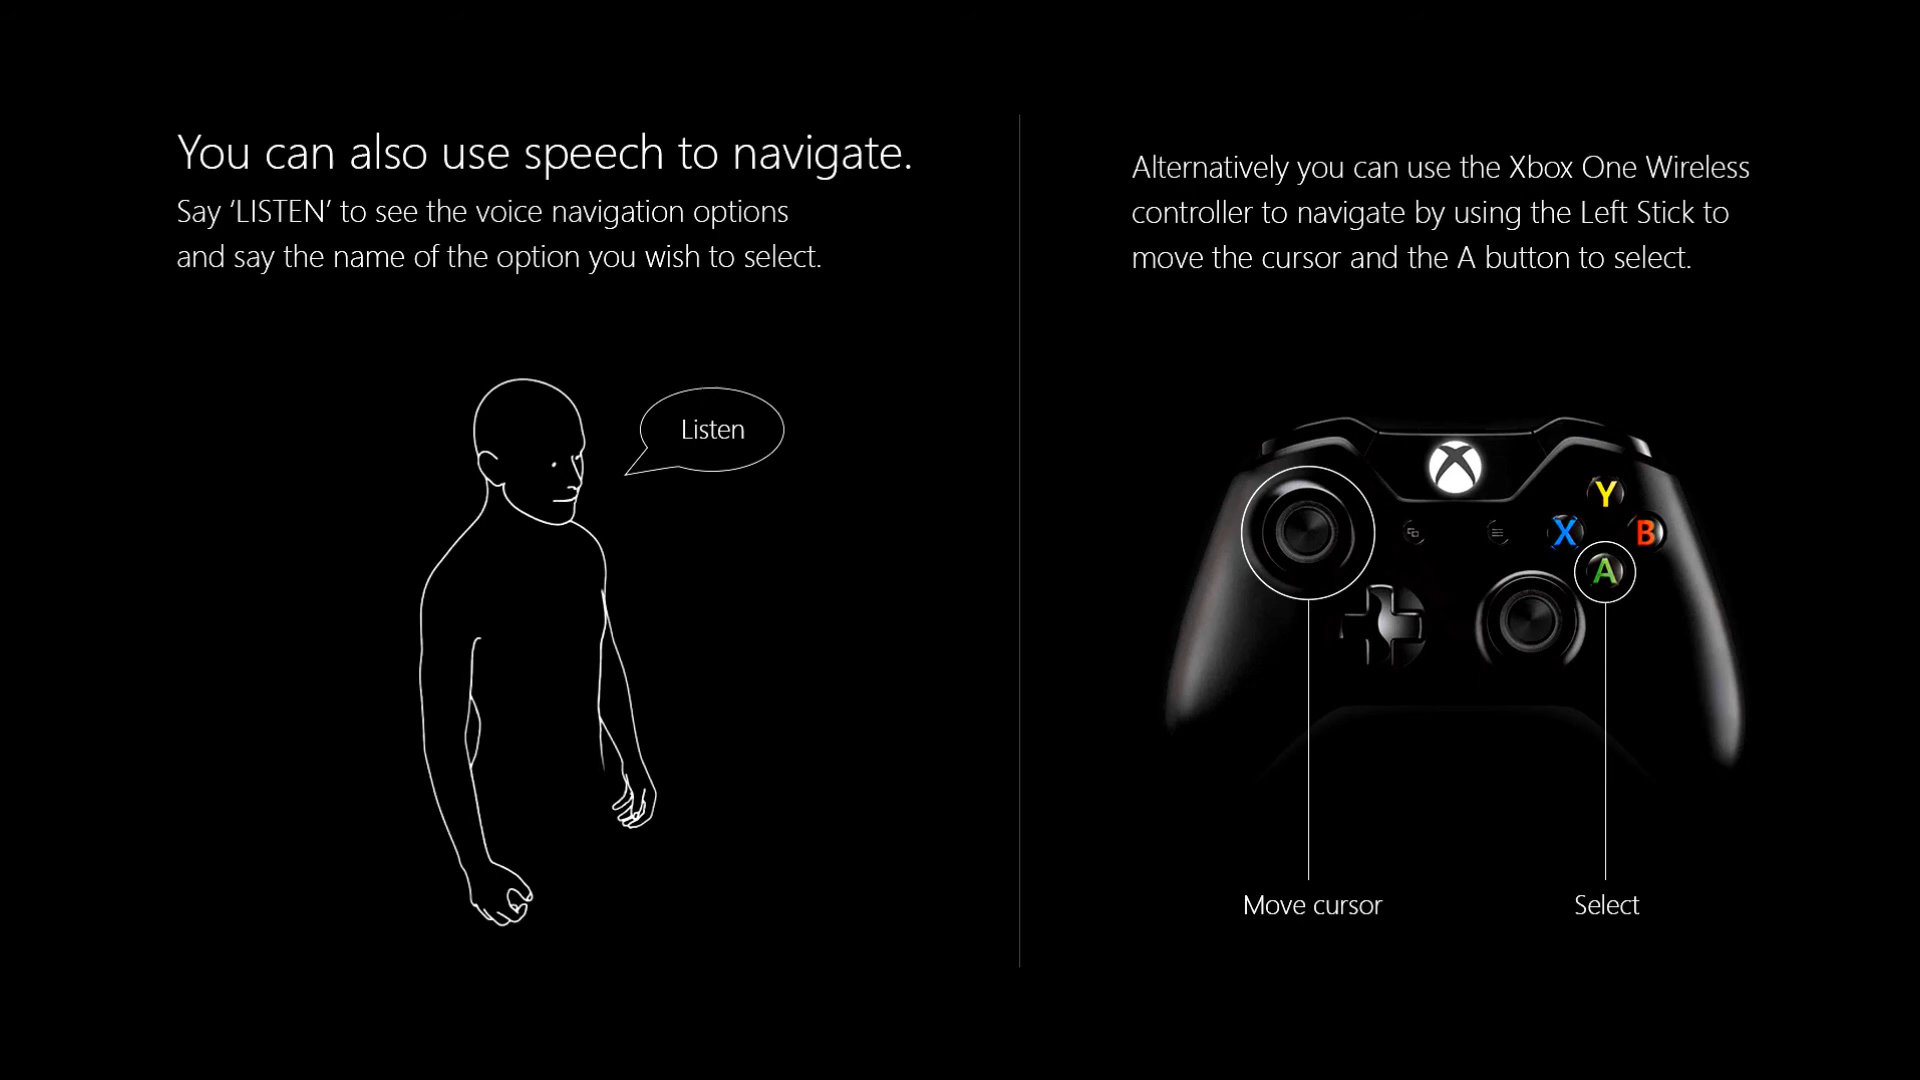 You can also use speech to navigate.
Say ‘LISTEN’ to see the voice navigation options
and say the name of the option you wish to select.
Listen
Alternatively you can use the Xbox One Wireless
controller to navigate by using the Left Stick to
move the cursor and the A button to select.
Y
X
B
A
Move cursor
Select